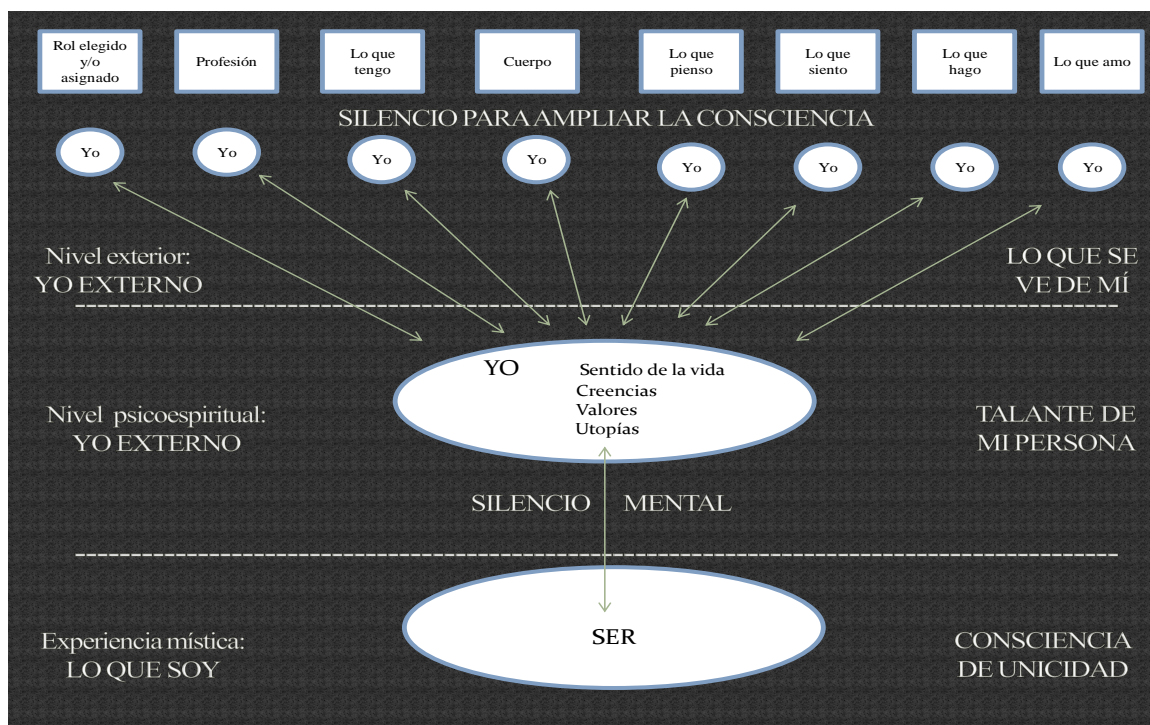 Rol elegido
y/o
asignado
Profesión
Lo que
tengo
Cuerpo
Lo que
pienso
Lo que
siento
Lo que
hago
Lo que amo
SILENCIO PARA AMPLIAR LA CONSCIENCIA
Yo
Yo
Yo
Yo
Yo
Yo
Yo
Yo
Nivel exterior:
YO EXTERNO
LO QUE SE
VE DE MÍ
YO
Sentido de la vida
Creencias
Valores
Utopías
Nivel psicoespiritual:
YO EXTERNO
TALANTE DE
MI PERSONA
SILENCIO MENTAL
SER
Experiencia mística:
LO QUE SOY
CONSCIENCIA
DE UNICIDAD